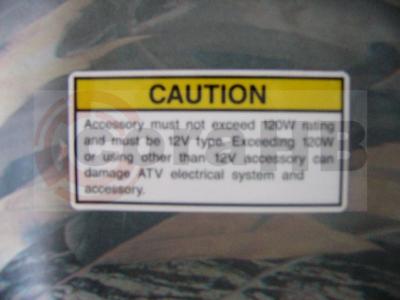 CAUTION
Accessory must not exceed 120W rating
and must be 12V type. Exceeding 120W
or using other than 12V accessory can
damage ATV electrical system and
accessory.